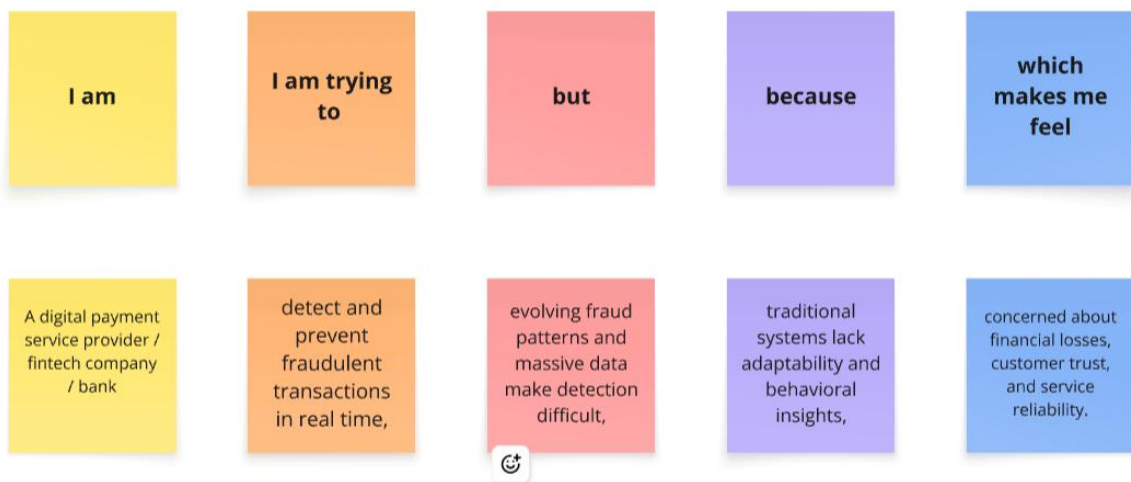 I am
I am trying
to
but
because
which
makes me
feel
A digital payment
service provider /
fintech company
/ bank
detect and
prevent
fraudulent
transactions
in real time,
evolving fraud
patterns and
massive data
make detection
difficult,
traditional
systems lack
adaptability and
behavioral
insights,
concerned about
financial losses,
customer trust,
and service
reliability.